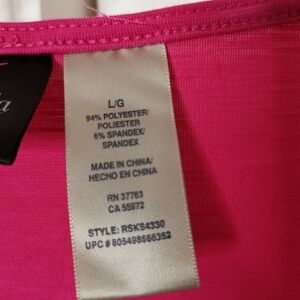 L/G
94% POLYESTER/
POLIESTER
6% SPANDEX/
SPANDEX
MADE IN CHINA/
HECHO EN CHINA
RN 37763
CA 55972
STYLE: RSKS4330
UPC # 805498666352